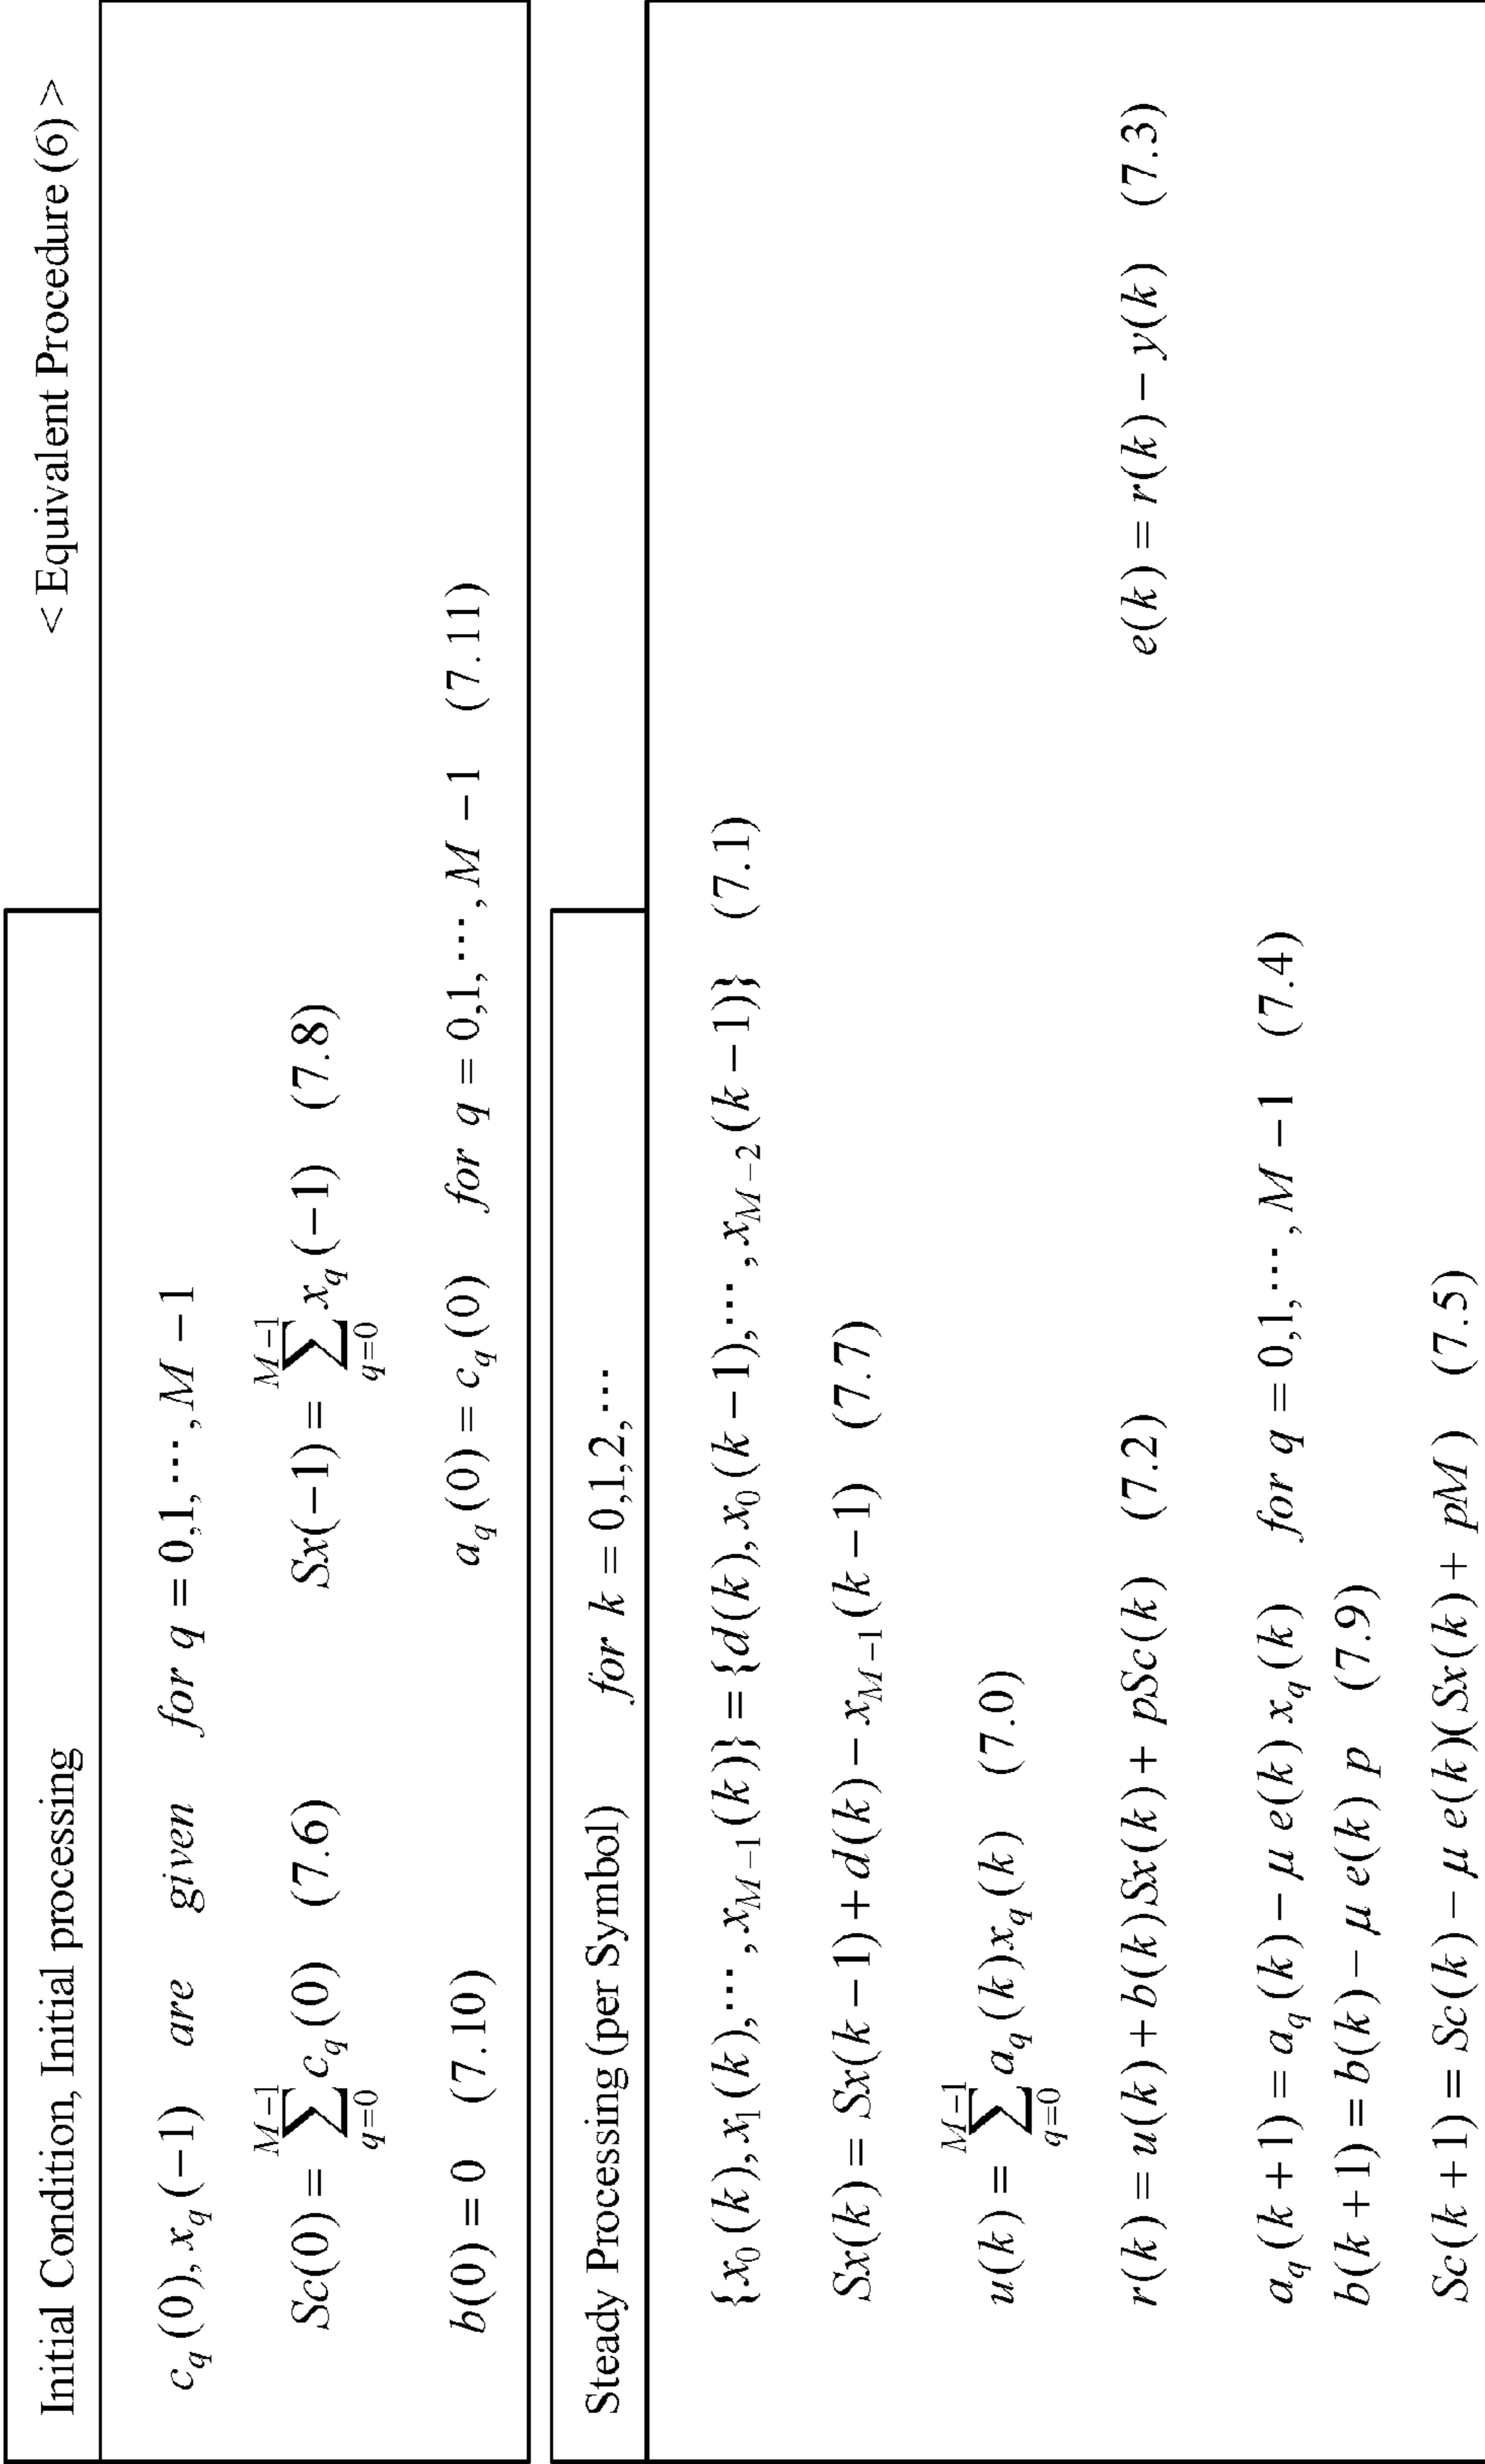 < Equivalent Procedure (6) >
Initial Condition, Initial processing
c_q(0), x_q(−1) are given for q = 0,1,⋯, M −1
Sc(0) = ∑_{q=0}^{M−1} c_q(0) (7.6) Sx(−1) = ∑_{q=0}^{M−1} x_q(−1) (7.8)
b(0) = 0 (7.10) a_q(0) = c_q(0) for q = 0,1,⋯, M −1 (7.11)
Steady Processing (per Symbol) for k = 0,1,2,⋯
{x_0(k), x_1(k),⋯, x_{M−1}(k)} = {d(k), x_0(k −1),⋯, x_{M−2}(k −1)} (7.1)
Sx(k) = Sx(k −1) + d(k) − x_{M−1}(k −1) (7.7)
u(k) = ∑_{q=0}^{M−1} a_q(k)x_q(k) (7.0)
r(k) = u(k) + b(k)Sx(k) + pSc(k) (7.2) e(k) = r(k) − y(k) (7.3)
a_q(k +1) = a_q(k) − μ e(k) x_q(k) for q = 0,1,⋯, M −1 (7.4)
b(k +1) = b(k) − μ e(k) p (7.9)
Sc(k +1) = Sc(k) − μ e(k)(Sx(k) + pM) (7.5)